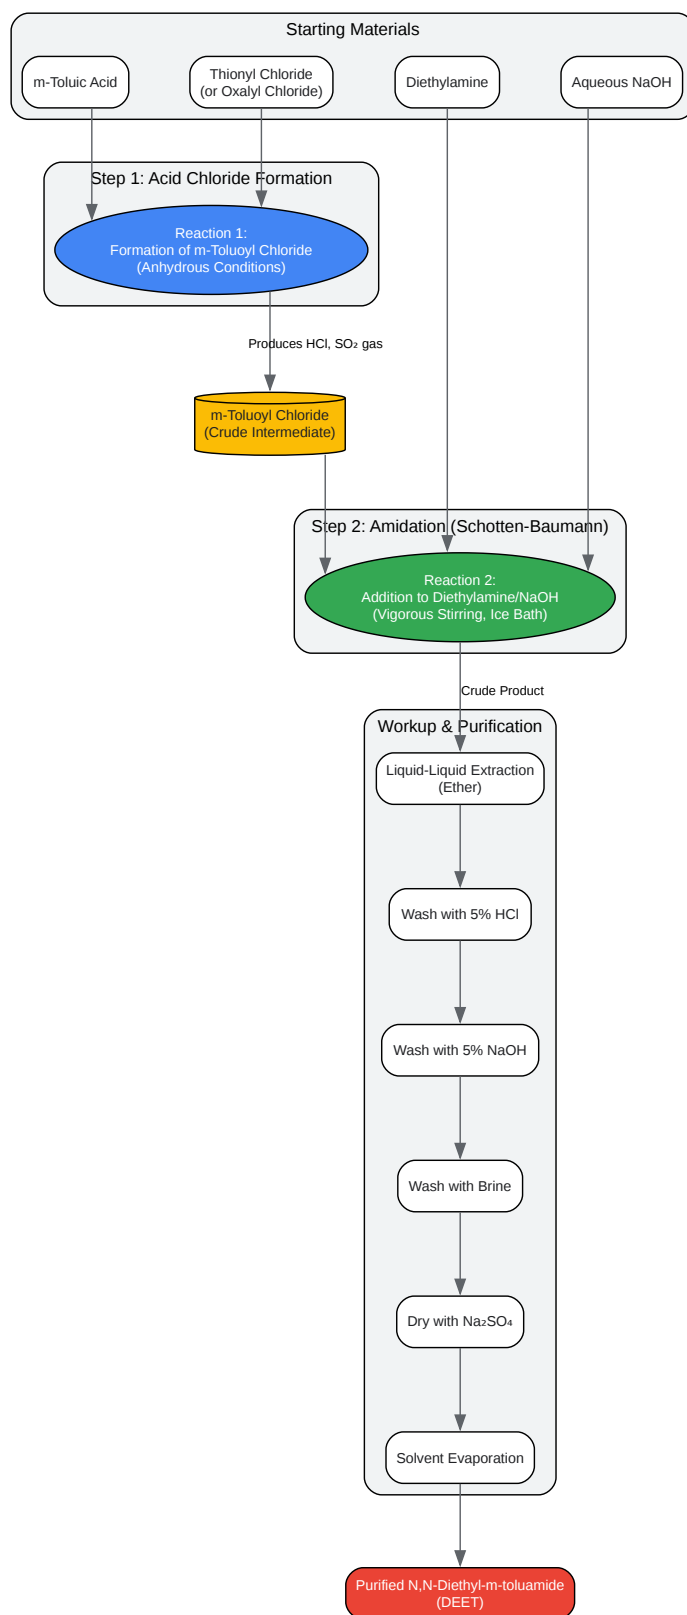 Starting Materials
m-Toluic Acid
Thionyl Chloride
(or Oxalyl Chloride)
Diethylamine
Aqueous NaOH
Step 1: Acid Chloride Formation
Reaction 1:
Formation of m-Toluoyl Chloride
(Anhydrous Conditions)
Produces HCl, SO₂ gas
m-Toluoyl Chloride
(Crude Intermediate)
Step 2: Amidation (Schotten-Baumann)
Reaction 2:
Addition to Diethylamine/NaOH
(Vigorous Stirring, Ice Bath)
Crude Product
Workup & Purification
Liquid-Liquid Extraction
(Ether)
Wash with 5% HCl
Wash with 5% NaOH
Wash with Brine
Dry with Na₂SO₄
Solvent Evaporation
Purified N,N-Diethyl-m-toluamide
(DEET)